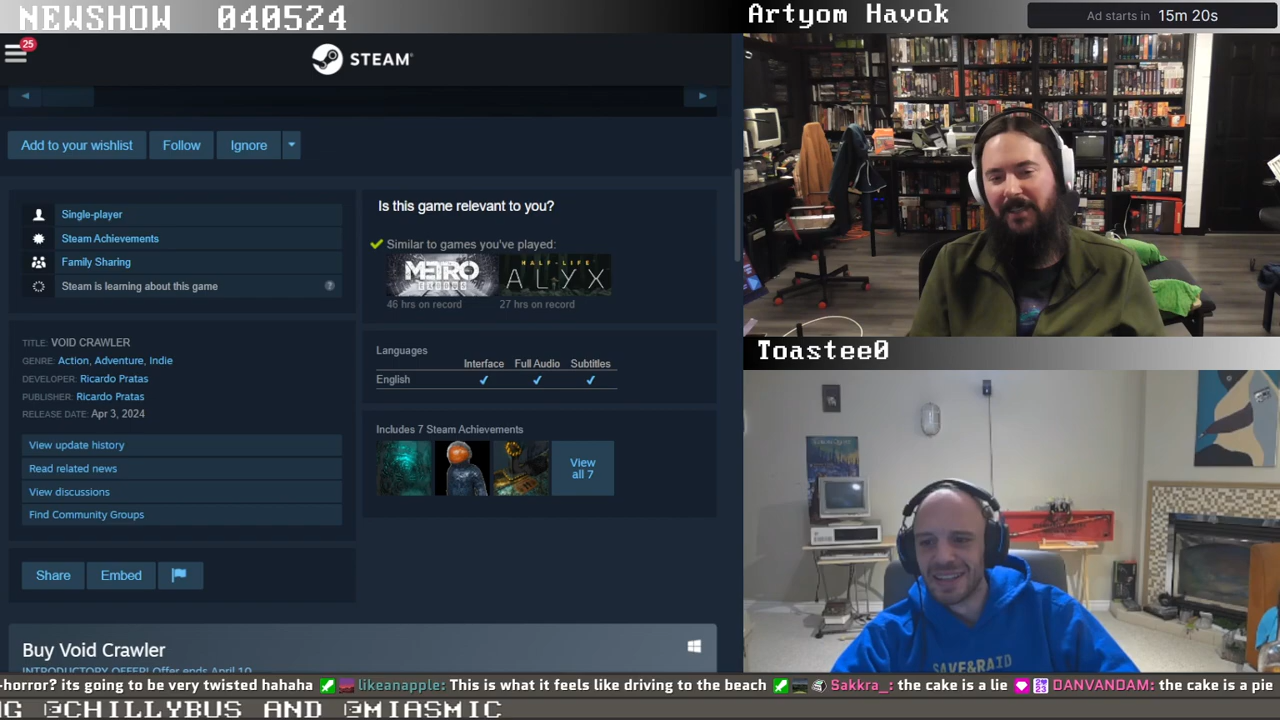 NEWSHOW 040524
Artyom Havok
Ad starts in 15m 20s
25
STEAM
Add to your wishlist
Follow
Ignore
Single-player
Steam Achievements
Family Sharing
Steam is learning about this game
?
Is this game relevant to you?
Similar to games you've played:
METRO
EXODUS
HALF-LIFE
ALYX
46 hrs on record
27 hrs on record
TITLE: VOID CRAWLER
GENRE: Action, Adventure, Indie
DEVELOPER: Ricardo Pratas
PUBLISHER: Ricardo Pratas
RELEASE DATE: Apr 3, 2024
Languages
Interface Full Audio Subtitles
English
Includes 7 Steam Achievements
View
all 7
View update history
Read related news
View discussions
Find Community Groups
Share
Embed
Buy Void Crawler
INTRODUCTORY OFFER! Offer ends April 10
Toastee0
SAVE&RAID
-horror? its going to be very twisted hahaha likeanapple: This is what it feels like driving to the beach Sakkra_: the cake is a lie DANVANDAM: the cake is a pie
G @CHILLYBUS AND @MIASMIC